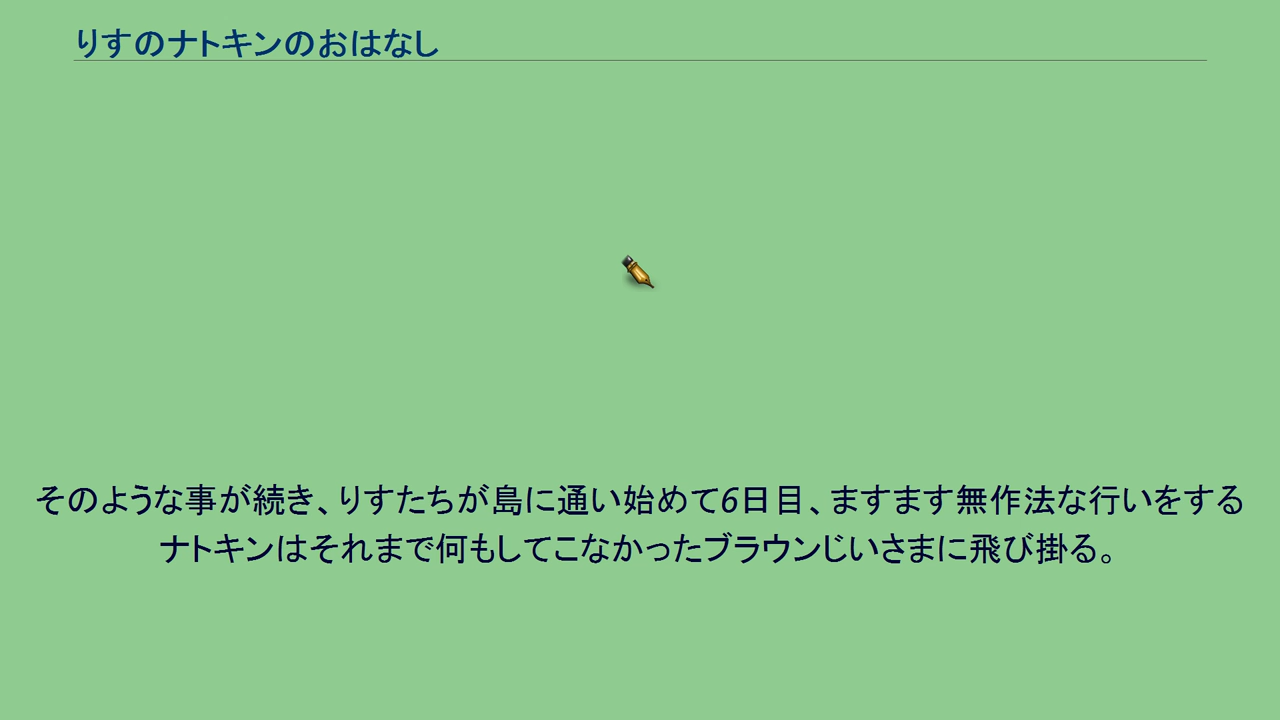 りすのナトキンのおはなし
そのような事が続き、りすたちが島に通い始めて6日目、ますます無作法な行いをする
ナトキンはそれまで何もしてこなかったブラウンじいさまに飛び掛る。